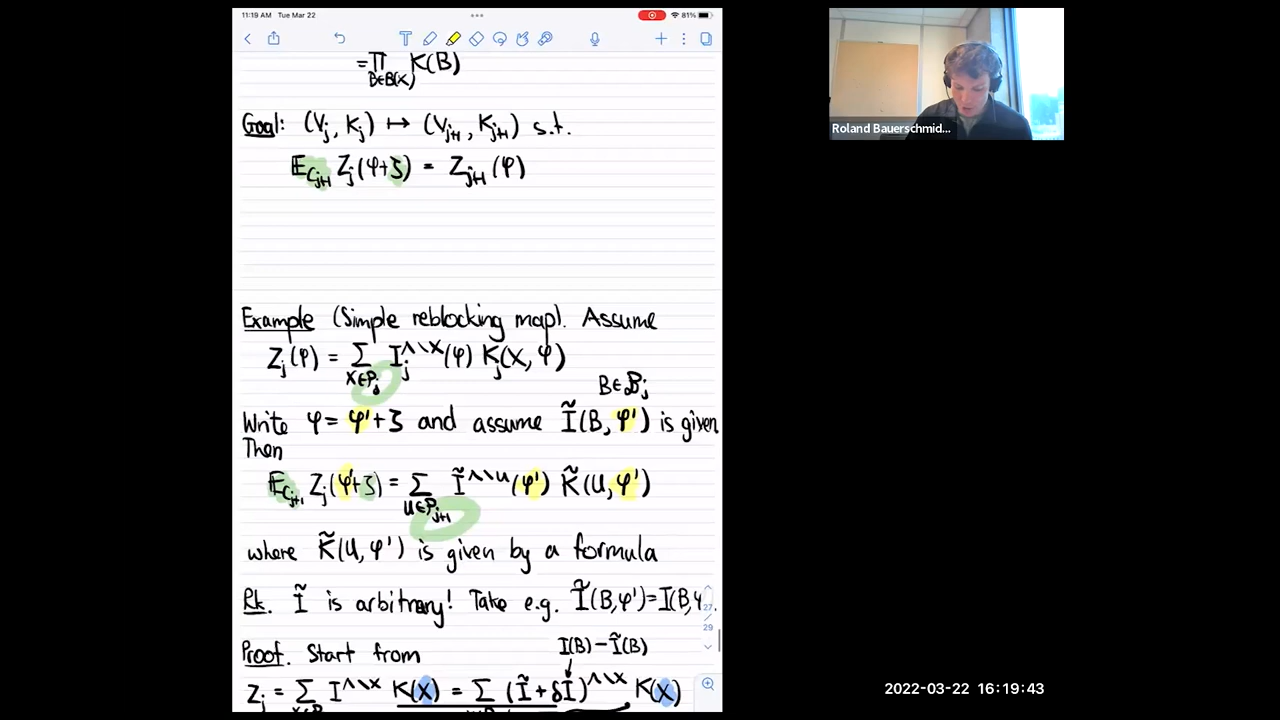 11:19 AM Tue Mar 22
81%
= Π K(B)
B∈B(X)
Goal: (V_j, K_j) ↦ (V_{j+1}, K_{j+1}) s.t.
E_{C_{j+1}} Z_j(φ+ζ) = Z_{j+1}(φ)
Example (Simple reblocking map). Assume
Z_j(φ) = Σ_{X∈P_j} I_j^{Λ∖X}(φ) K_j(X, φ)
B∈B_j
Write φ = φ'+ζ and assume Ĩ(B, φ') is given
Then
E_{C_{j+1}} Z_j(φ'+ζ) = Σ_{U∈P_{j+1}} Ĩ^{Λ∖U}(φ') K̃(U, φ')
where K̃(U, φ') is given by a formula
Rk. Ĩ is arbitrary! Take e.g. Ĩ(B,φ')=I(B,φ
27
/
29
Proof. Start from I(B) − Ĩ(B)
↓
Z_j = Σ I^{Λ∖X} K(X) = Σ (Ĩ + δI)^{Λ∖X} K(X)
Roland Bauerschmid...
2022-03-22 16:19:43